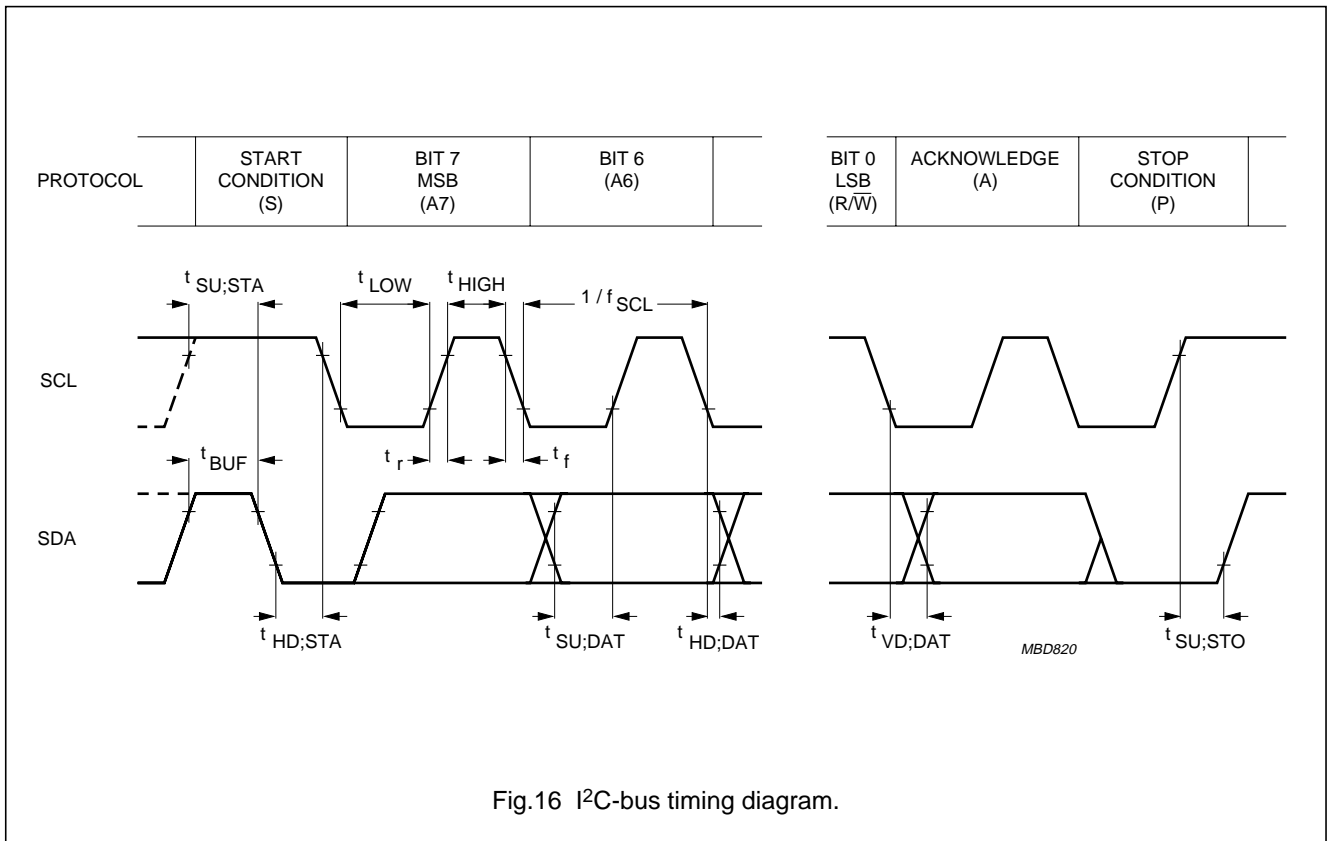 PROTOCOL
START CONDITION (S)
BIT 7 MSB (A7)
BIT 6 (A6)
BIT 0 LSB (R/W̅)
ACKNOWLEDGE (A)
STOP CONDITION (P)
t SU;STA
t LOW
t HIGH
1 / f SCL
SCL
t BUF
t r
t f
SDA
t HD;STA
t SU;DAT
t HD;DAT
t VD;DAT
MBD820
t SU;STO
Fig.16 I²C-bus timing diagram.